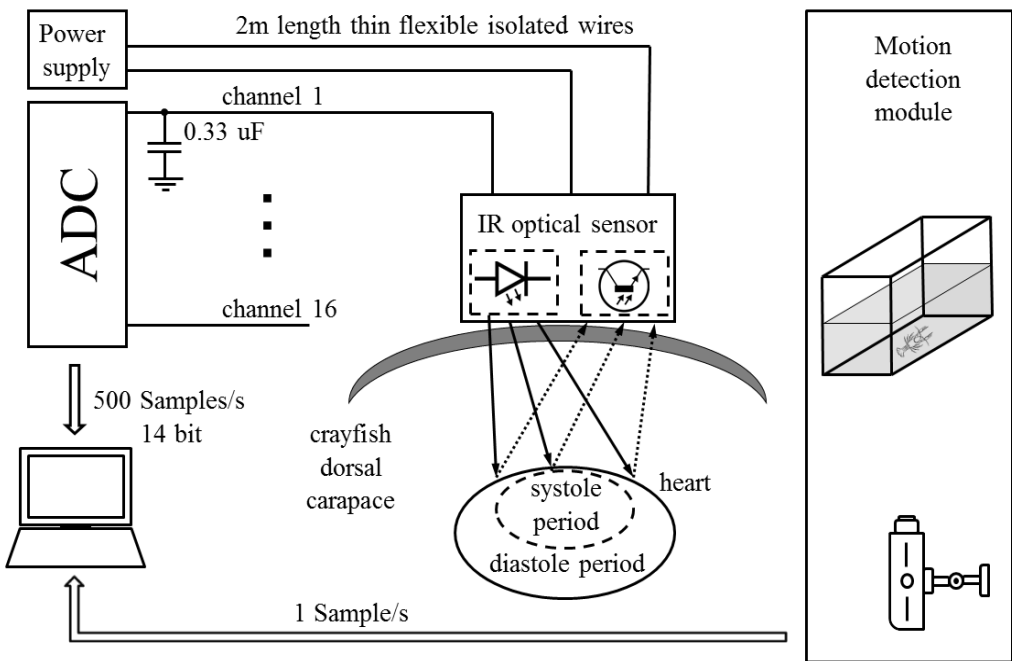 Power
supply
2m length thin flexible isolated wires
channel 1
0.33 uF
ADC
channel 16
IR optical sensor
500 Samples/s
14 bit
crayfish
dorsal
carapace
systole
period
heart
diastole period
1 Sample/s
Motion
detection
module